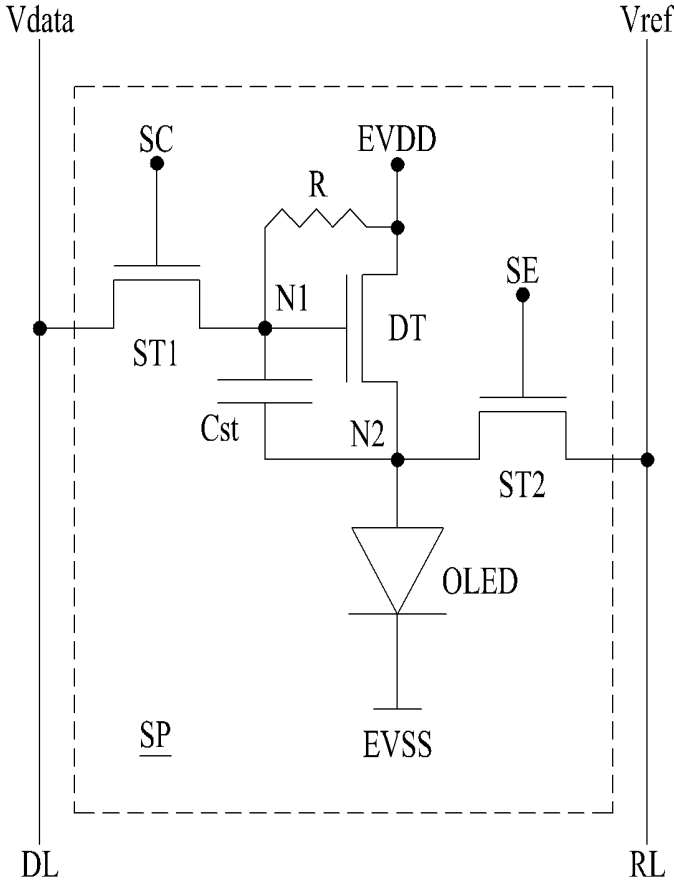 Vdata
Vref
SC
EVDD
R
SE
N1
DT
ST1
Cst
N2
ST2
OLED
SP
EVSS
DL
RL